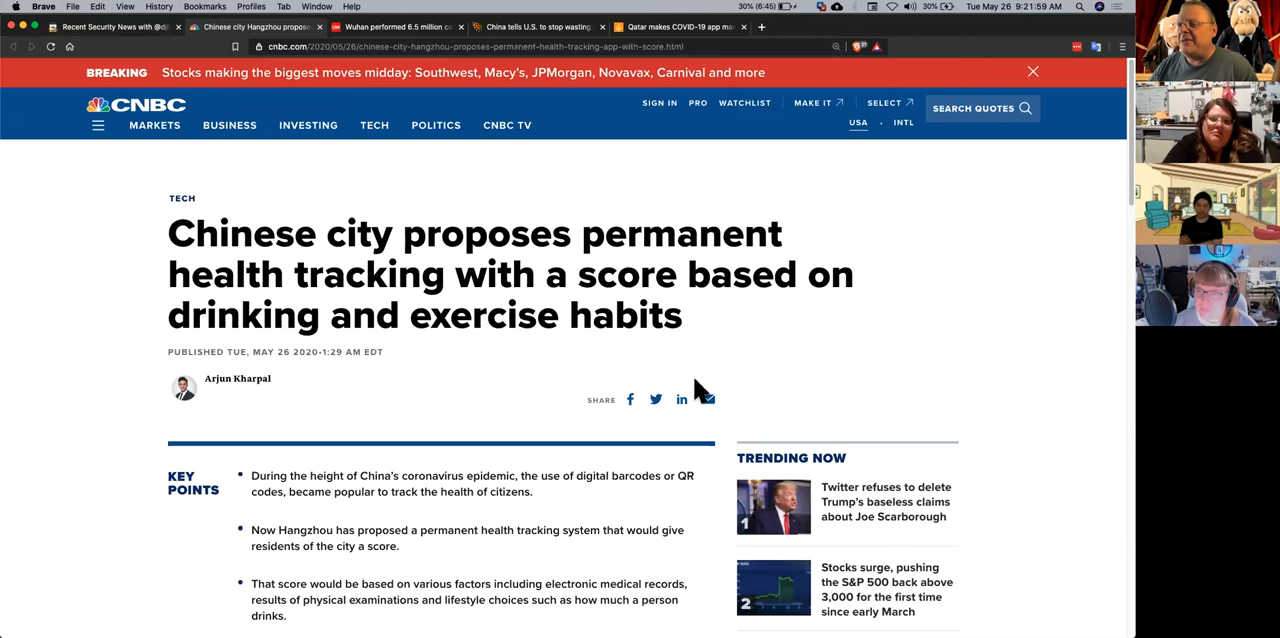 Brave File Edit View History Bookmarks Profiles Tab Window Help
30% (6:45) 30% Tue May 26 9:21:59 AM
Recent Security News with @dj
Chinese city Hangzhou propose
Wuhan performed 6.5 million co
China tells U.S. to stop wasting
Qatar makes COVID-19 app ma
cnbc.com/2020/05/26/chinese-city-hangzhou-proposes-permanent-health-tracking-app-with-score.html
BREAKING Stocks making the biggest moves midday: Southwest, Macy's, JPMorgan, Novavax, Carnival and more
CNBC
SIGN IN PRO WATCHLIST MAKE IT SELECT
SEARCH QUOTES
USA · INTL
MARKETS BUSINESS INVESTING TECH POLITICS CNBC TV
TECH
Chinese city proposes permanent
health tracking with a score based on
drinking and exercise habits
PUBLISHED TUE, MAY 26 2020•1:29 AM EDT
Arjun Kharpal
SHARE
KEY
POINTS
• During the height of China's coronavirus epidemic, the use of digital barcodes or QR
codes, became popular to track the health of citizens.
• Now Hangzhou has proposed a permanent health tracking system that would give
residents of the city a score.
• That score would be based on various factors including electronic medical records,
results of physical examinations and lifestyle choices such as how much a person
drinks.
TRENDING NOW
1
Twitter refuses to delete
Trump's baseless claims
about Joe Scarborough
2
Stocks surge, pushing
the S&P 500 back above
3,000 for the first time
since early March